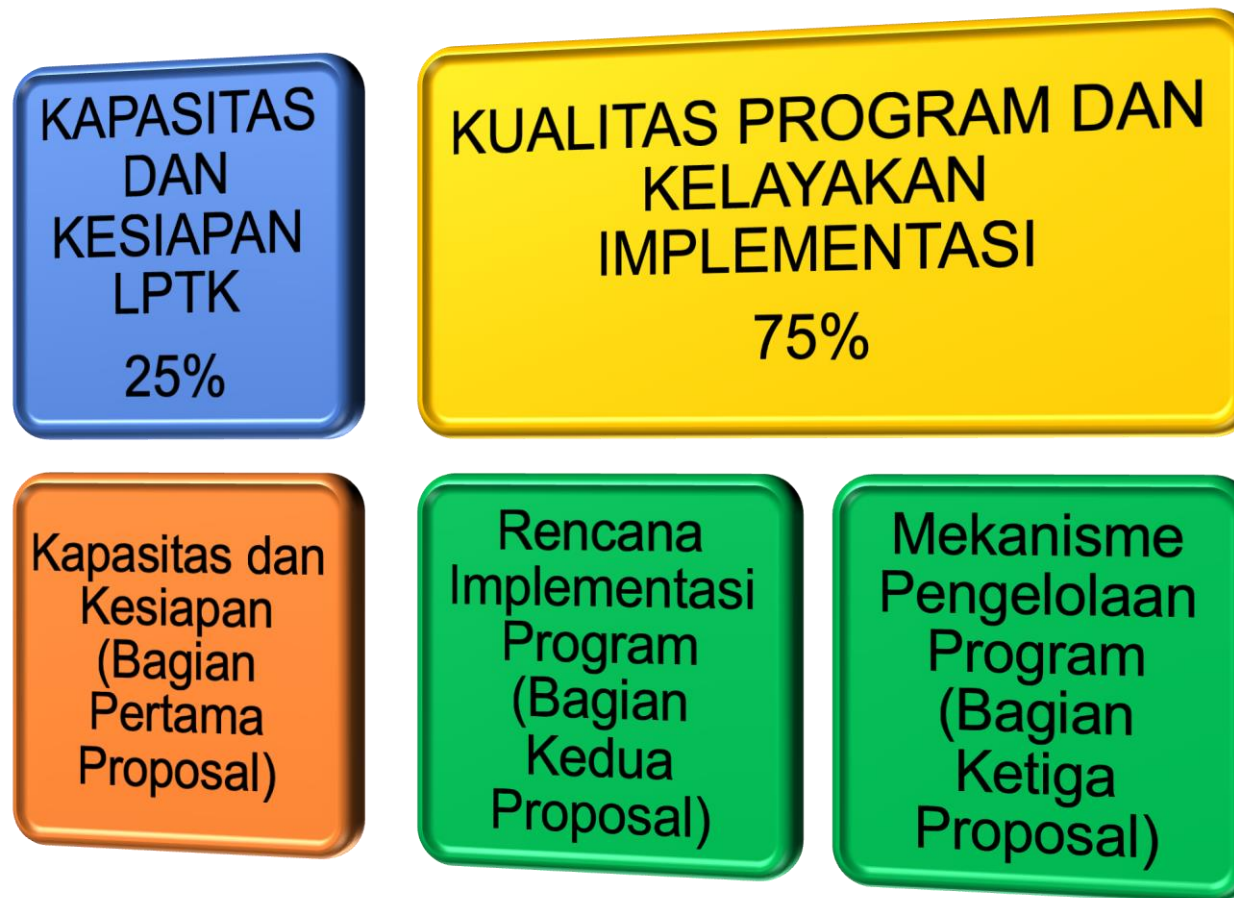 KAPASITAS
DAN
KESIAPAN
LPTK
25%
KUALITAS PROGRAM DAN
KELAYAKAN
IMPLEMENTASI
75%
Kapasitas dan
Kesiapan
(Bagian
Pertama
Proposal)
Rencana
Implementasi
Program
(Bagian
Kedua
Proposal)
Mekanisme
Pengelolaan
Program
(Bagian
Ketiga
Proposal)